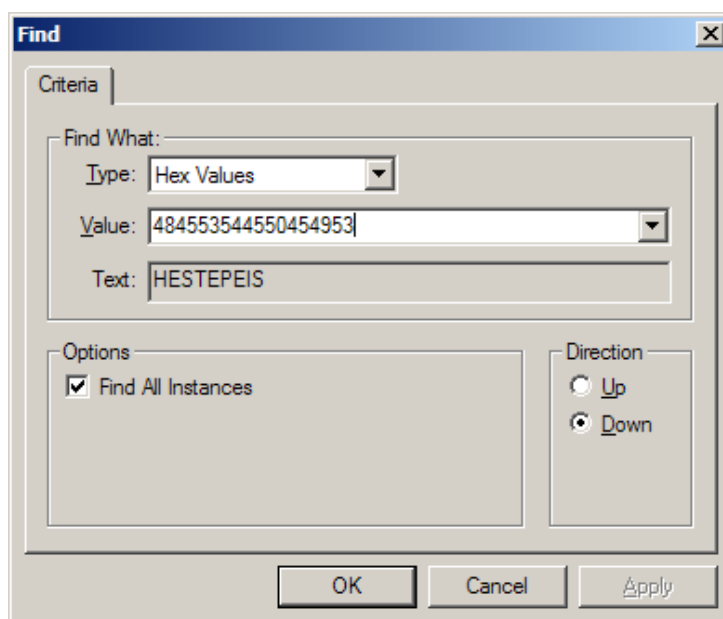 Find
Criteria
Find What:
Type: Hex Values
Value: 484553544550454953
Text: HESTEPEIS
Options
Find All Instances
Direction
Up
Down
OK Cancel Apply